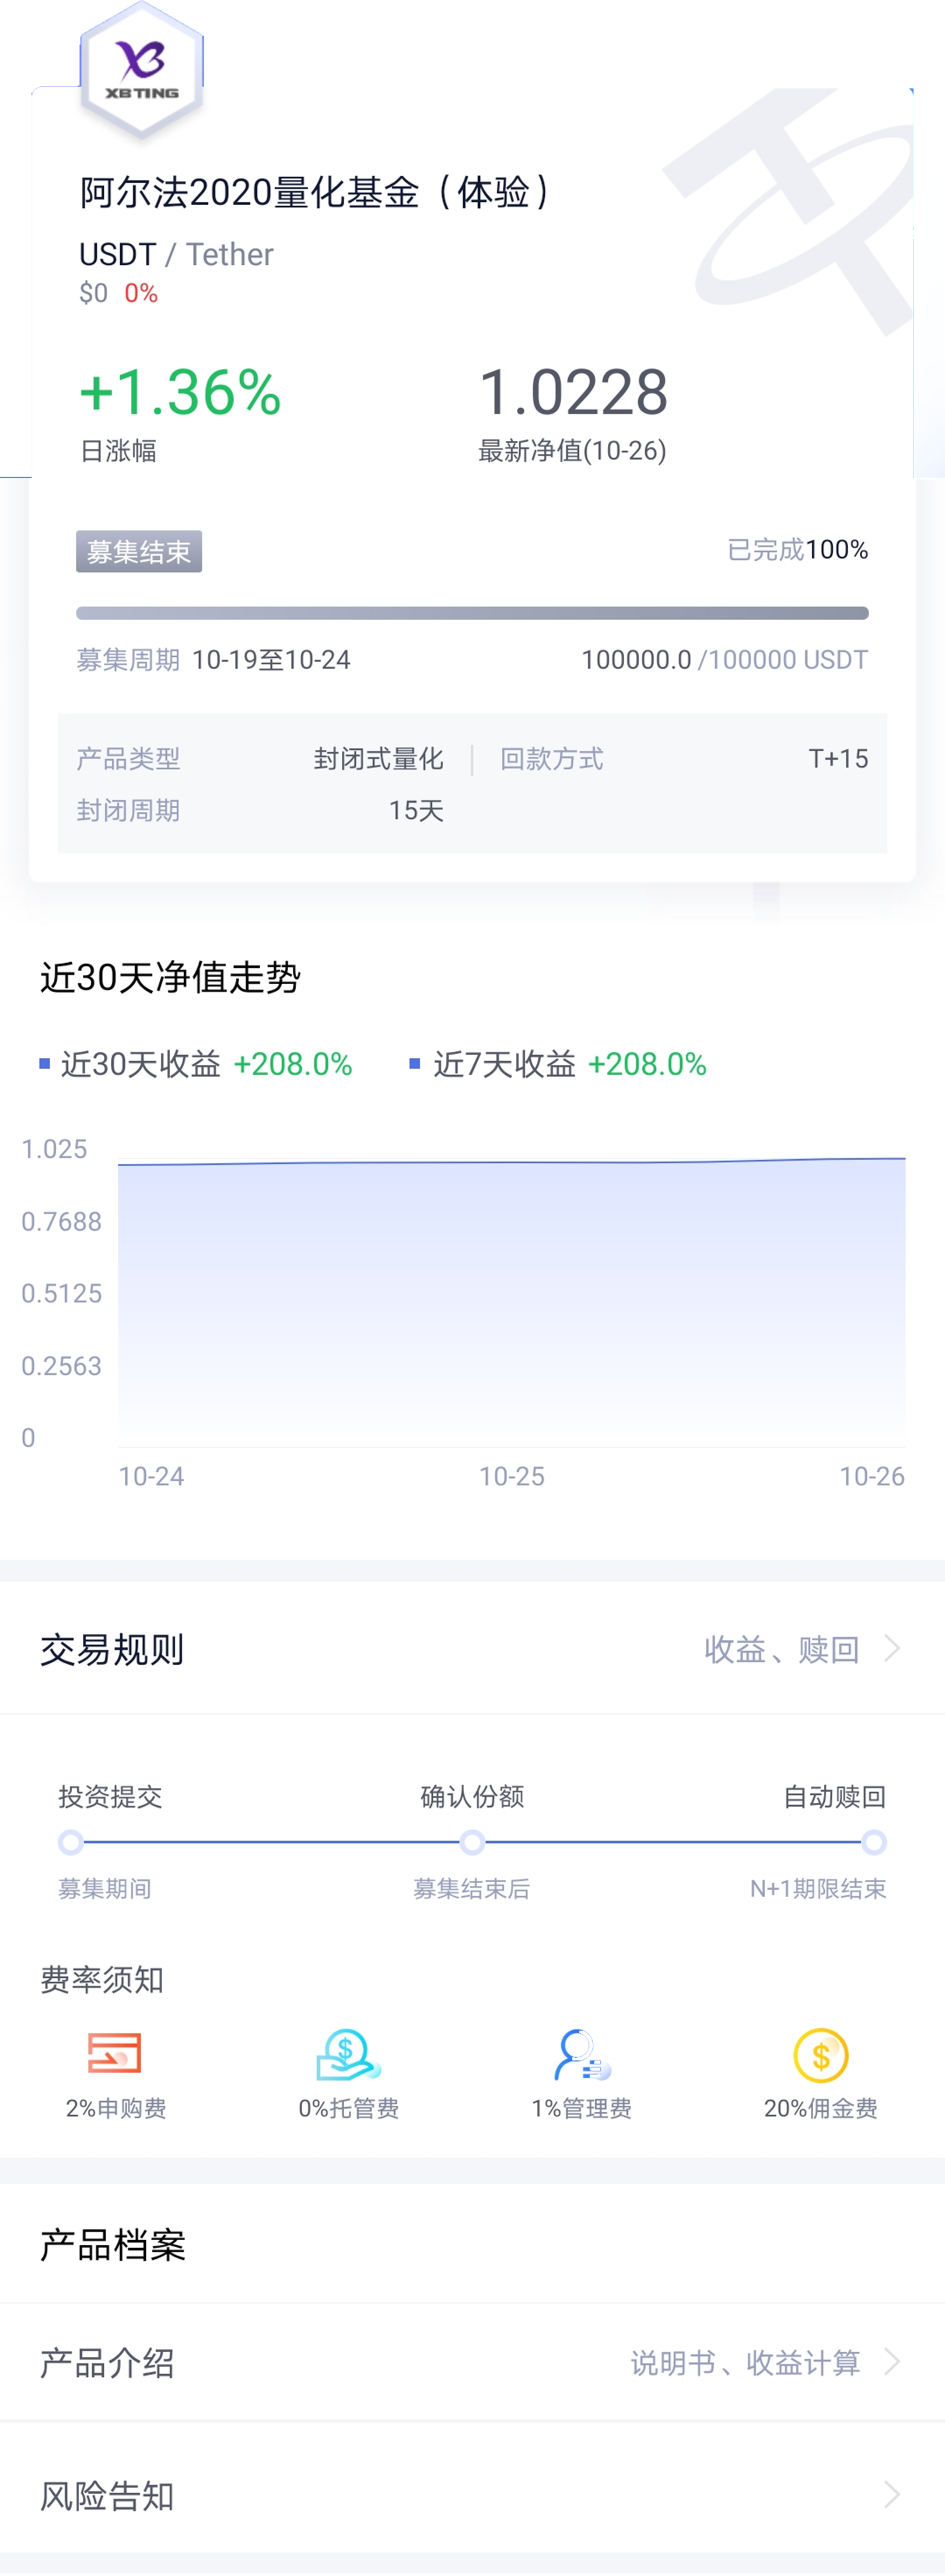 XB TING
阿尔法2020量化基金（体验）
USDT / Tether
$0 0%
+1.36% 1.0228
日涨幅 最新净值(10-26)
募集结束 已完成100%
募集周期 10-19至10-24 100000.0 /100000 USDT
产品类型 封闭式量化 回款方式 T+15
封闭周期 15天
近30天净值走势
近30天收益 +208.0% 近7天收益 +208.0%
1.025
0.7688
0.5125
0.2563
0
10-24 10-25 10-26
交易规则 收益、赎回
投资提交 确认份额 自动赎回
募集期间 募集结束后 N+1期限结束
费率须知
2%申购费 0%托管费 1%管理费 20%佣金费
产品档案
产品介绍 说明书、收益计算
风险告知